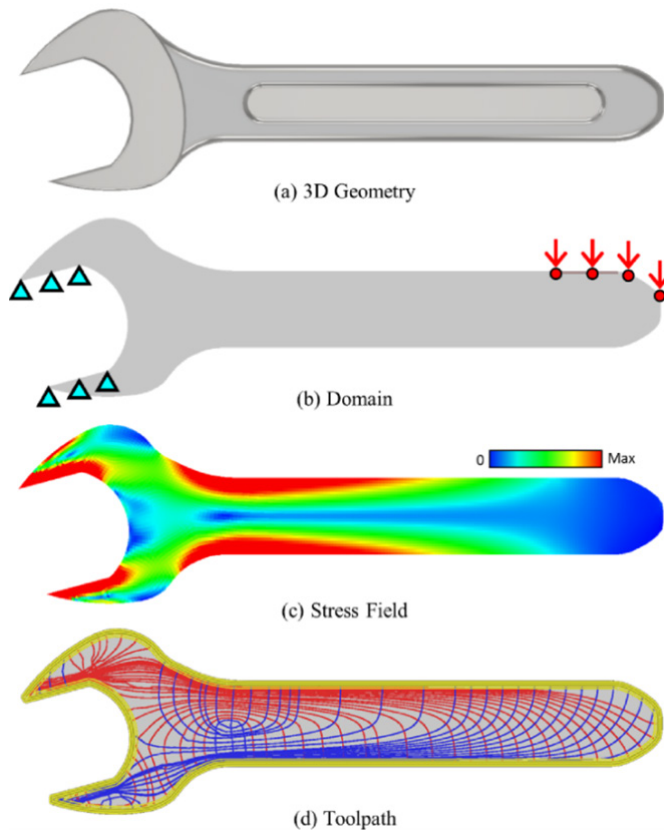 (a) 3D Geometry
(b) Domain
0 Max
(c) Stress Field
(d) Toolpath